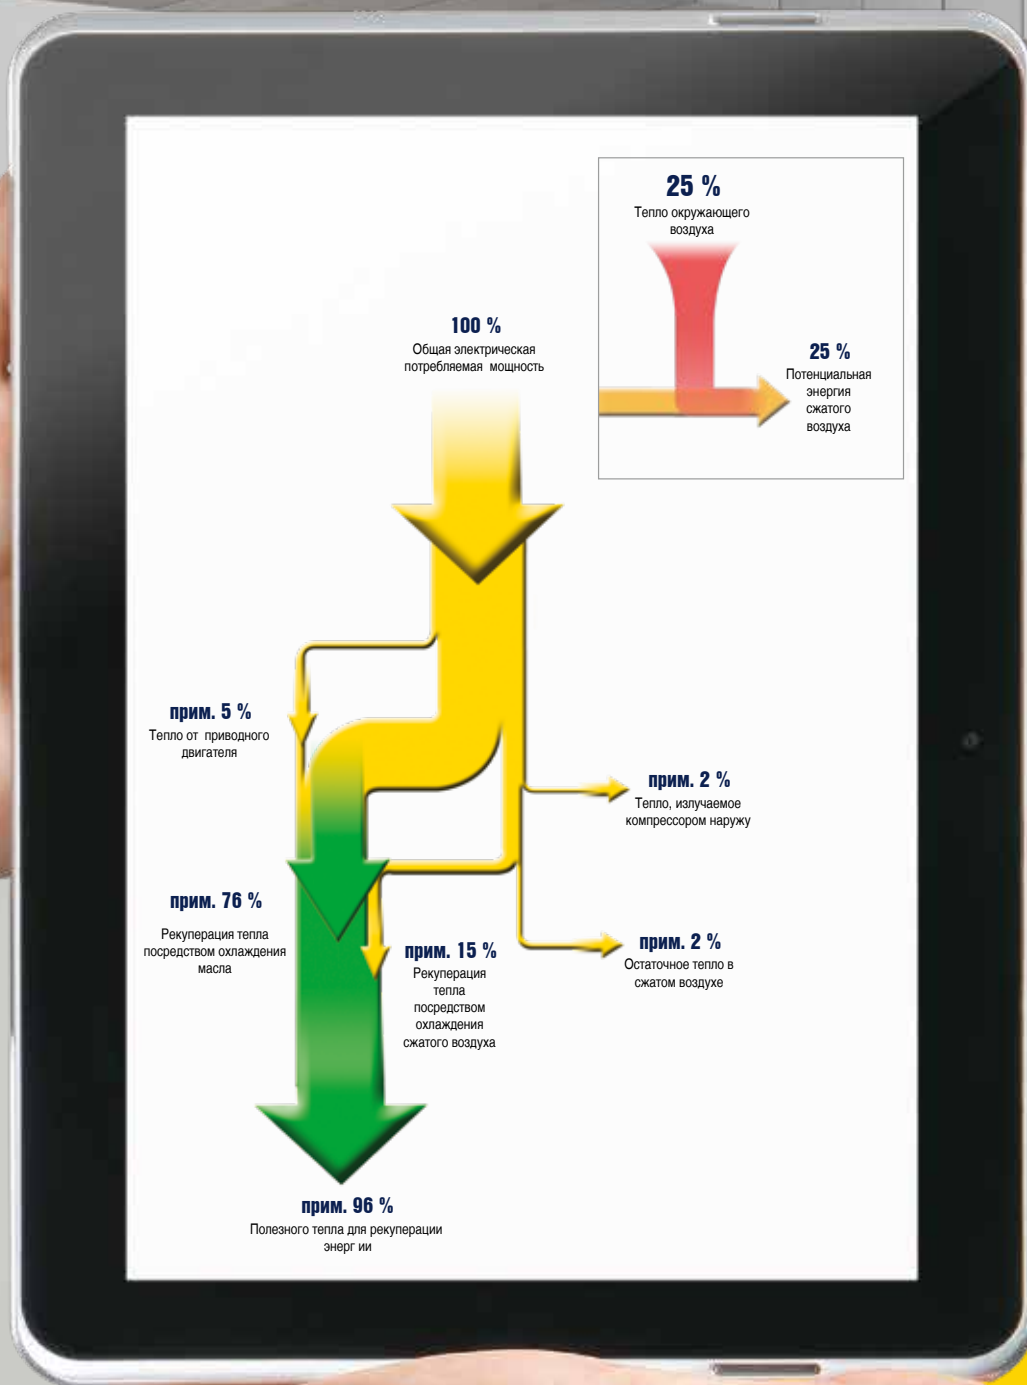 25 %
Тепло окружающего
воздуха
100 %
Общая электрическая
потребляемая мощность
25 %
Потенциальная
энергия
сжатого
воздуха
прим. 5 %
Тепло от приводного
двигателя
прим. 2 %
Тепло, излучаемое
компрессором наружу
прим. 76 %
Рекуперация тепла
посредством охлаждения
масла
прим. 15 %
Рекуперация
тепла
посредством
охлаждения
сжатого воздуха
прим. 2 %
Остаточное тепло в
сжатом воздухе
прим. 96 %
Полезного тепла для рекуперации
энерг ии